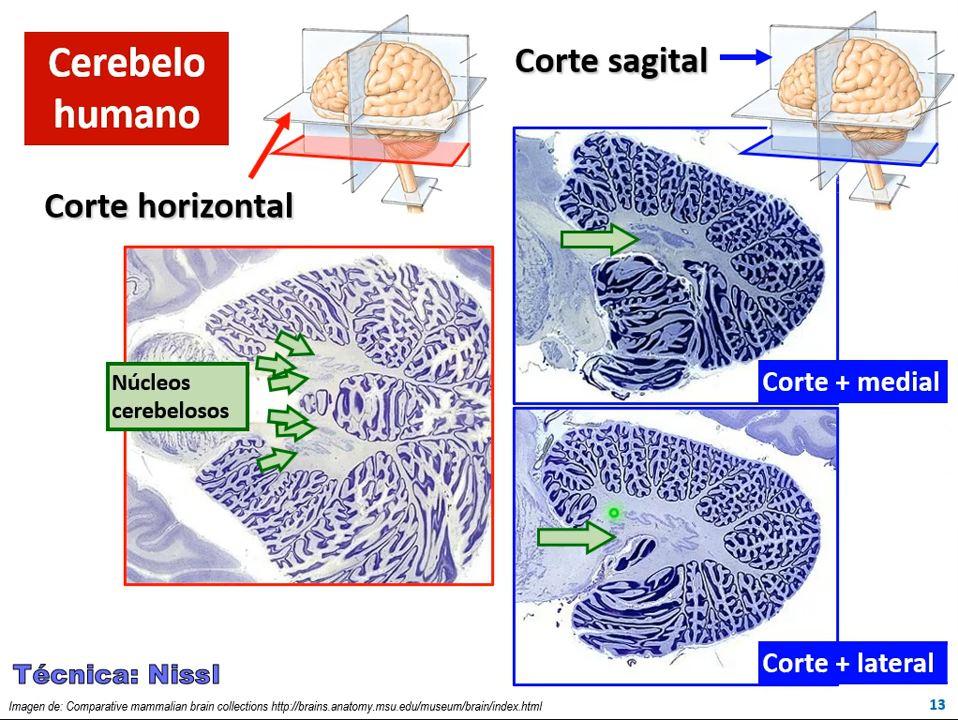 Cerebelo
humano
Corte sagital
Corte horizontal
Núcleos
cerebelosos
Corte + medial
Corte + lateral
Técnica: Nissl
Imagen de: Comparative mammalian brain collections http://brains.anatomy.msu.edu/museum/brain/index.html
13